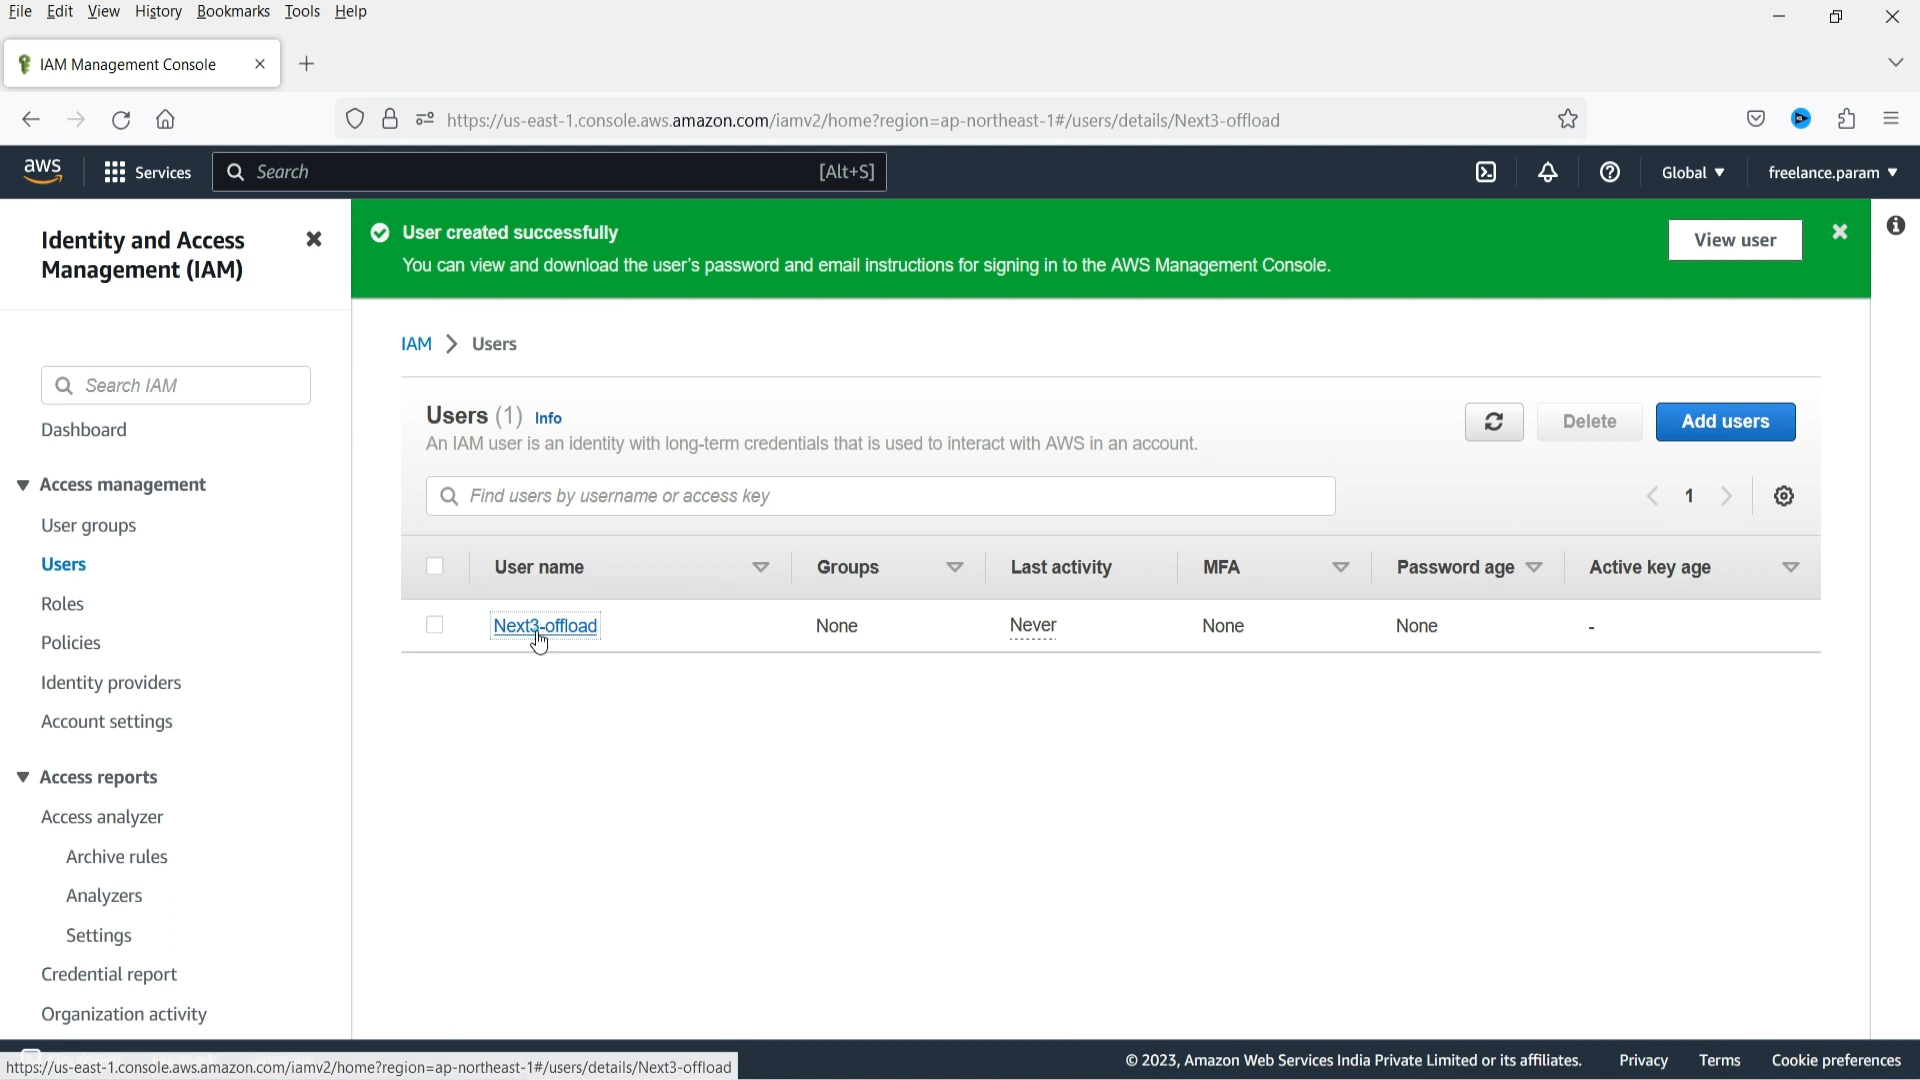 File Edit View History Bookmarks Tools Help
IAM Management Console
https://us-east-1.console.aws.amazon.com/iamv2/home?region=ap-northeast-1#/users/details/Next3-offload
aws Services Search [Alt+S] Global freelance.param
Identity and Access
Management (IAM)
User created successfully
You can view and download the user's password and email instructions for signing in to the AWS Management Console.
View user
Search IAM
Dashboard
Access management
User groups
Users
Roles
Policies
Identity providers
Account settings
Access reports
Access analyzer
Archive rules
Analyzers
Settings
Credential report
Organization activity
IAM > Users
Users (1) Info
An IAM user is an identity with long-term credentials that is used to interact with AWS in an account.
Delete Add users
Find users by username or access key
1
User name Groups Last activity MFA Password age Active key age
Next3-offload None Never None None -
https://us-east-1.console.aws.amazon.com/iamv2/home?region=ap-northeast-1#/users/details/Next3-offload
© 2023, Amazon Web Services India Private Limited or its affiliates. Privacy Terms Cookie preferences